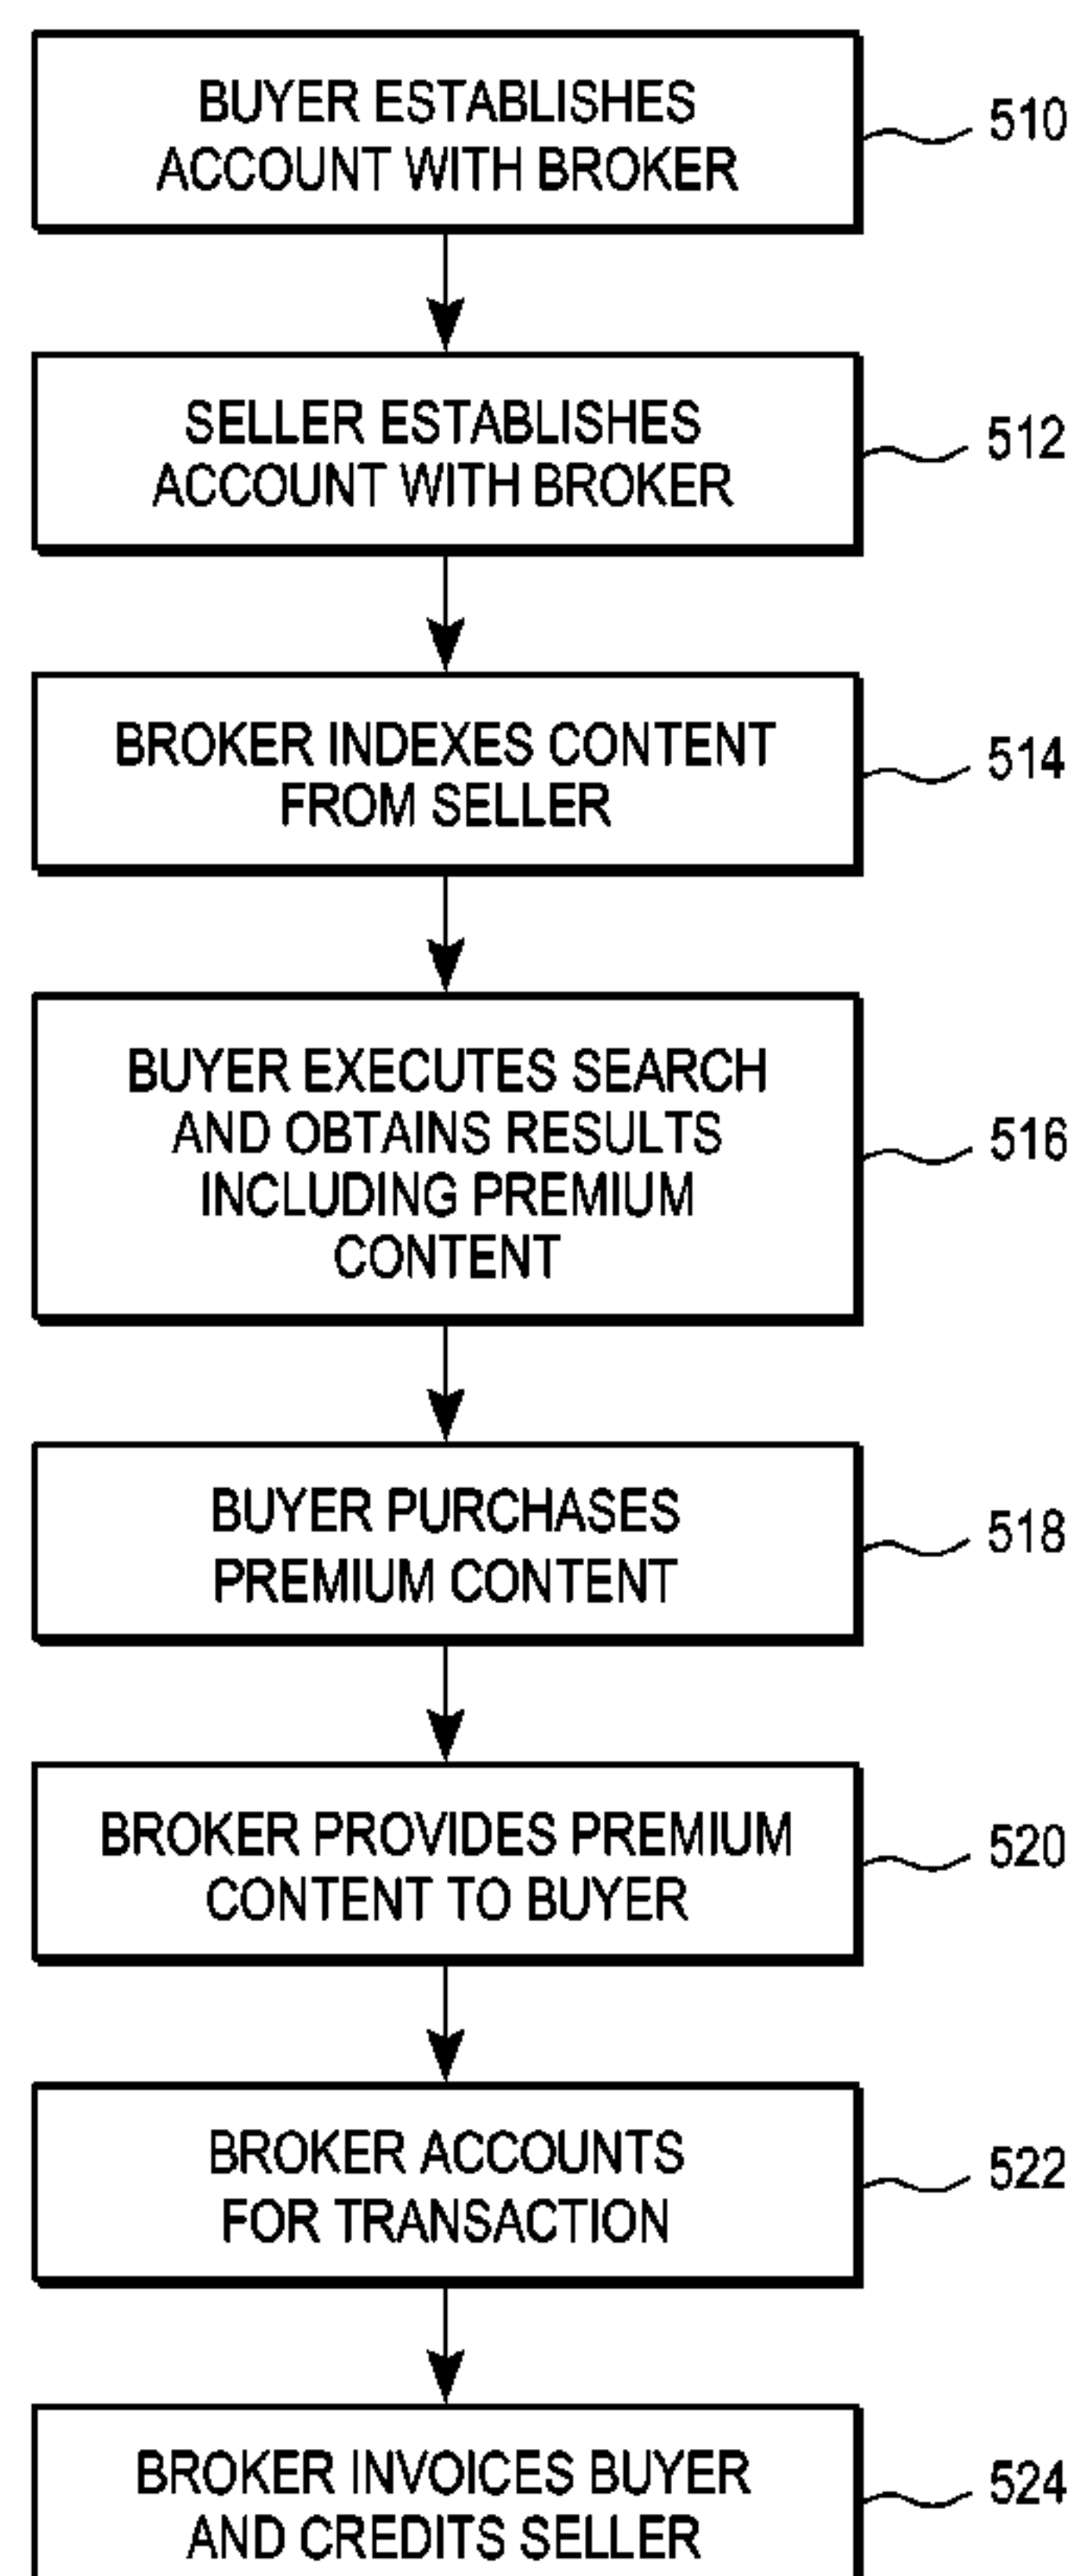 BUYER ESTABLISHES
ACCOUNT WITH BROKER
510
SELLER ESTABLISHES
ACCOUNT WITH BROKER
512
BROKER INDEXES CONTENT
FROM SELLER
514
BUYER EXECUTES SEARCH
AND OBTAINS RESULTS
INCLUDING PREMIUM
CONTENT
516
BUYER PURCHASES
PREMIUM CONTENT
518
BROKER PROVIDES PREMIUM
CONTENT TO BUYER
520
BROKER ACCOUNTS
FOR TRANSACTION
522
BROKER INVOICES BUYER
AND CREDITS SELLER
524